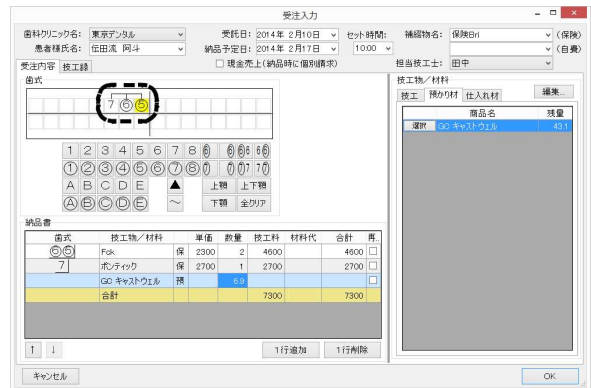 受注入力
歯科クリニック名: 東京デンタル 受託日: 2014年 2月10日 セット時間: 補綴物名: 保険Bri (保険)
患者様氏名: 伝田流 阿斗 納品予定日: 2014年 2月17日 10:00 (自費)
現金売上(納品時に個別請求) 担当技工士: 田中
受注内容 技工録
歯式
7 ⑥ ⑤
1 2 3 4 5 6 7 8
① ② ③ ④ ⑤ ⑥ ⑦ ⑧
A B C D E ▲ 上顎 上下顎
Ⓐ Ⓑ Ⓒ Ⓓ Ⓔ ~ 下顎 全クリア
納品書
歯式 技工物/材料 単価 数量 技工料 材料代 合計 再..
⑥⑤ Fck 保 2300 2 4600 4600
7 ポンティック 保 2700 1 2700 2700
GC キャストウェル 預 6.9
合計 7300 7300
↑ ↓ 1行追加 1行削除
キャンセル OK
技工物/材料
技工 預かり材 仕入れ材 編集...
商品名 残量
選択 GC キャストウェル 43.1